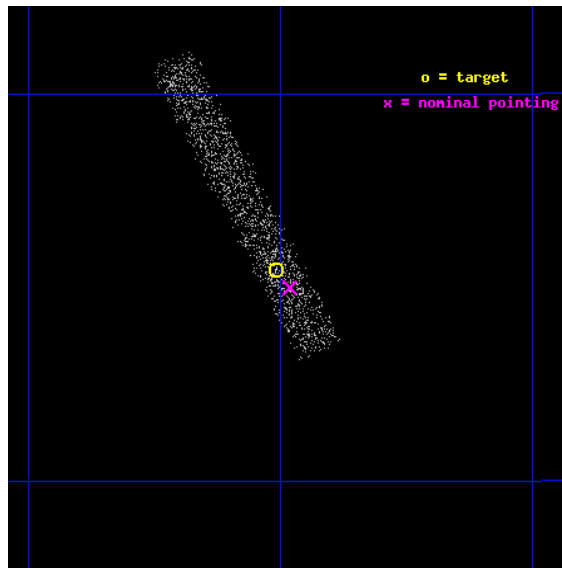 o = target
x = nominal pointing